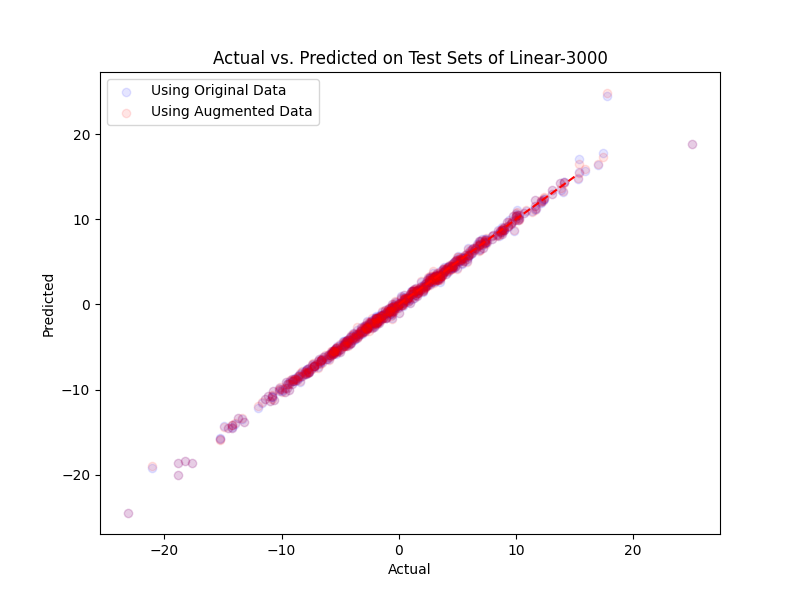 Actual vs. Predicted on Test Sets of Linear-3000
Using Original Data
Using Augmented Data
20
10
0
−10
−20
Predicted
−20
−10
0
10
20
Actual